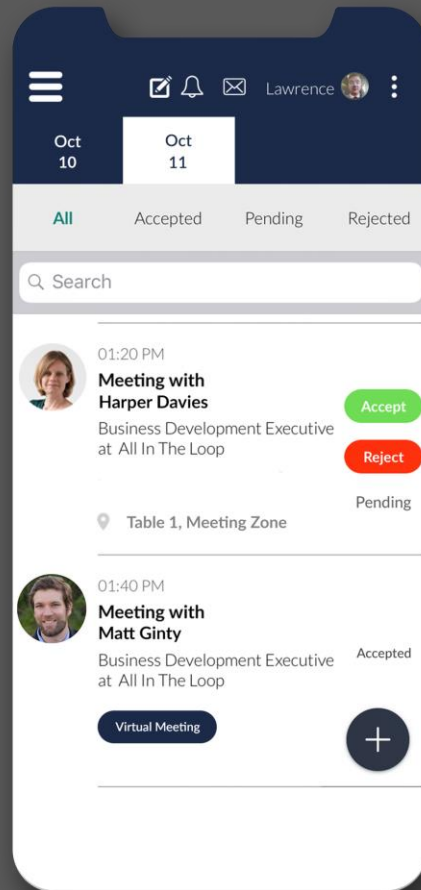 Lawrence
Oct
10
Oct
11
All Accepted Pending Rejected
Search
01:20 PM
Meeting with
Harper Davies
Business Development Executive
at All In The Loop
Accept
Reject
Pending
Table 1, Meeting Zone
01:40 PM
Meeting with
Matt Ginty
Business Development Executive
at All In The Loop
Accepted
Virtual Meeting
+